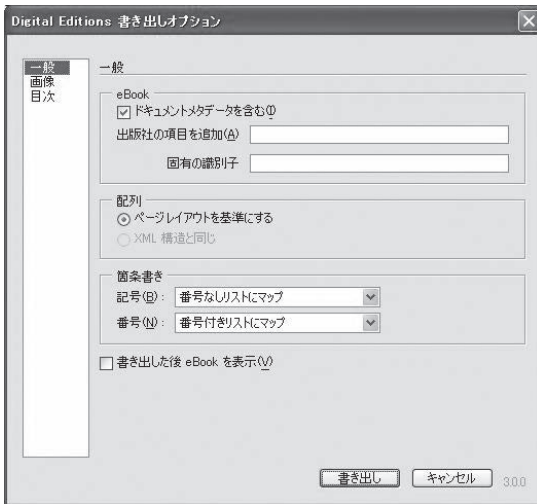 Digital Editions 書き出しオプション
一般
画像
目次
一般
eBook
ドキュメントメタデータを含む(I)
出版社の項目を追加(A)
固有の識別子
配列
ページレイアウトを基準にする
XML 構造と同じ
箇条書き
記号(B): 番号なしリストにマップ
番号(N): 番号付きリストにマップ
書き出した後 eBook を表示(V)
書き出し キャンセル 3.0.0